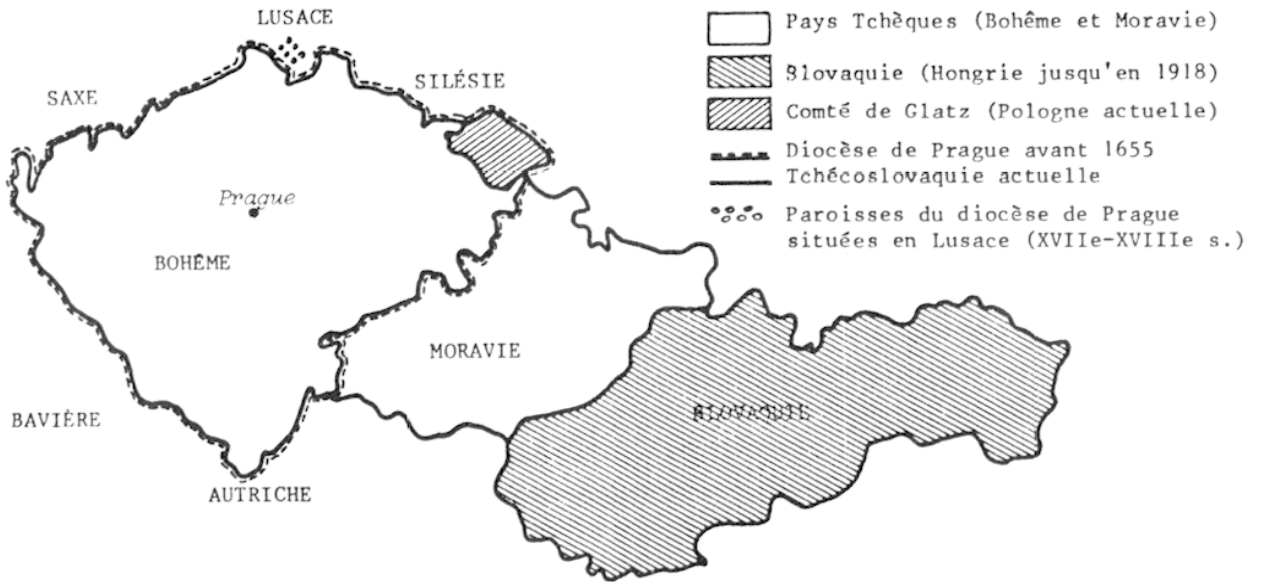 LUSACE
SAXE
SILÉSIE
Prague
BOHÊME
MORAVIE
BAVIÈRE
AUTRICHE
SLOVAQUIE
Pays Tchèques (Bohême et Moravie)
Slovaquie (Hongrie jusqu'en 1918)
Comté de Glatz (Pologne actuelle)
Diocèse de Prague avant 1655
Tchécoslovaquie actuelle
Paroisses du diocèse de Prague
situées en Lusace (XVIIe-XVIIIe s.)